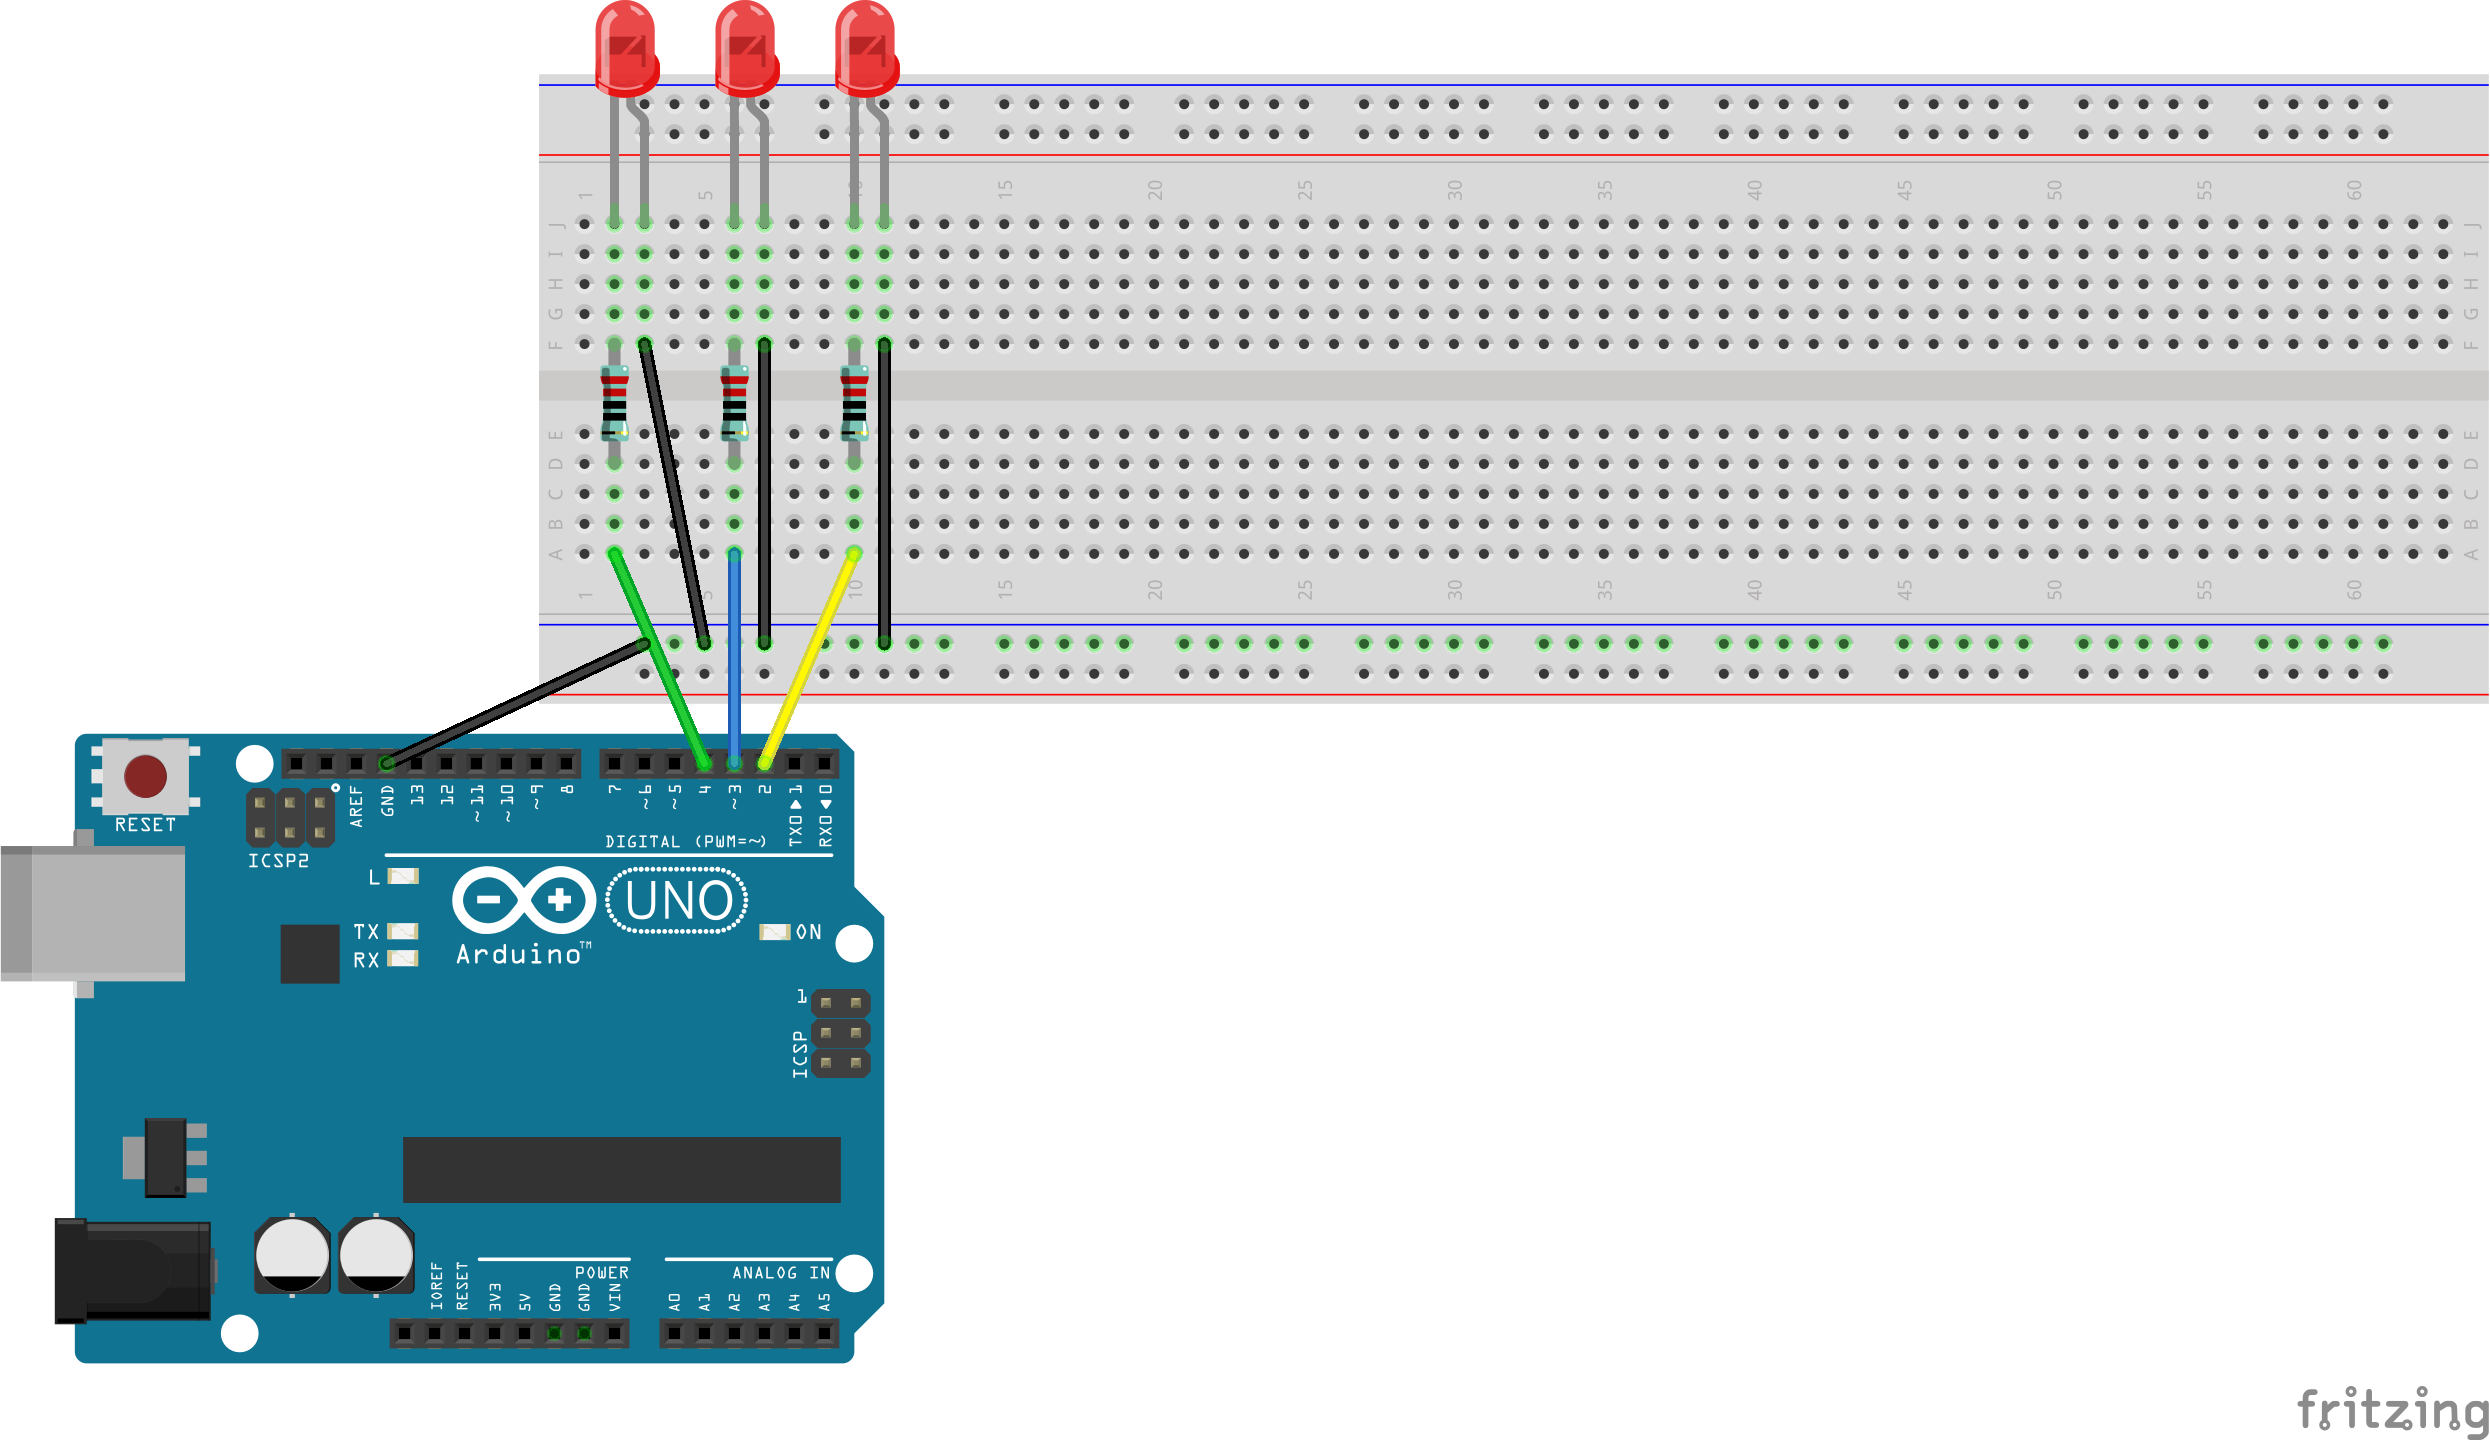 1 5 10 15 20 25 30 35 40 45 50 55 60
J J
I I
H H
G G
F F
E E
D D
C C
B B
A A
1 5 10 15 20 25 30 35 40 45 50 55 60
RESET
ICSP2
AREF
GND
13
12
~11
~10
~9
8
7
~6
~5
4
~3
2
TX0 1
RX0 0
DIGITAL (PWM=~)
L
TX
RX
UNO
Arduino™
ON
1
ICSP
POWER
ANALOG IN
IOREF
RESET
3V3
5V
GND
GND
VIN
A0
A1
A2
A3
A4
A5
fritzing